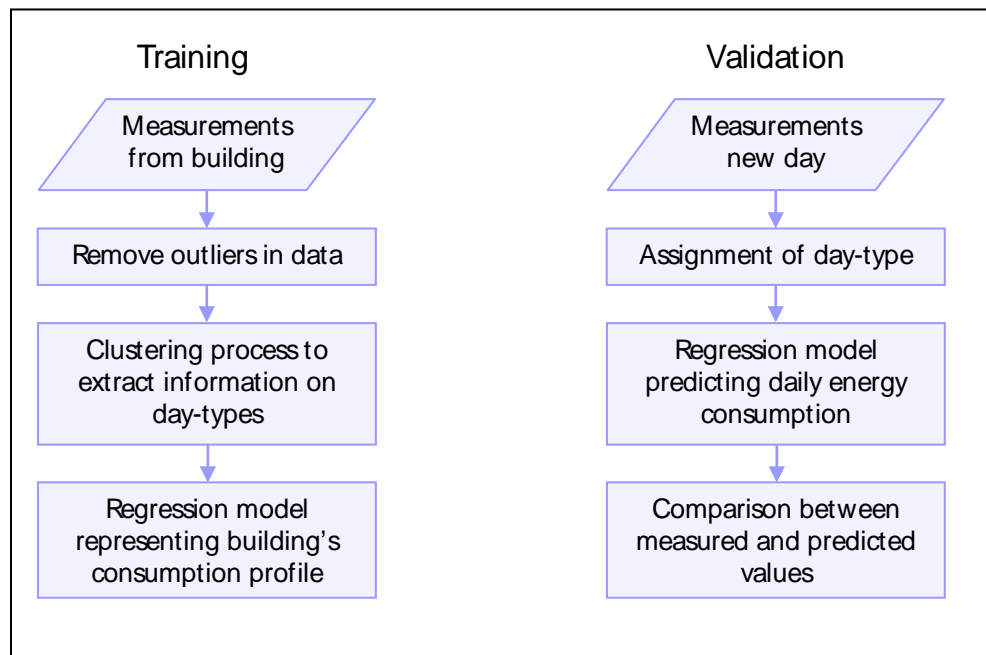 Training
Measurements
from building
Remove outliers in data
Clustering process to
extract information on
day-types
Regression model
representing building's
consumption profile
Validation
Measurements
new day
Assignment of day-type
Regression model
predicting daily energy
consumption
Comparison between
measured and predicted
values